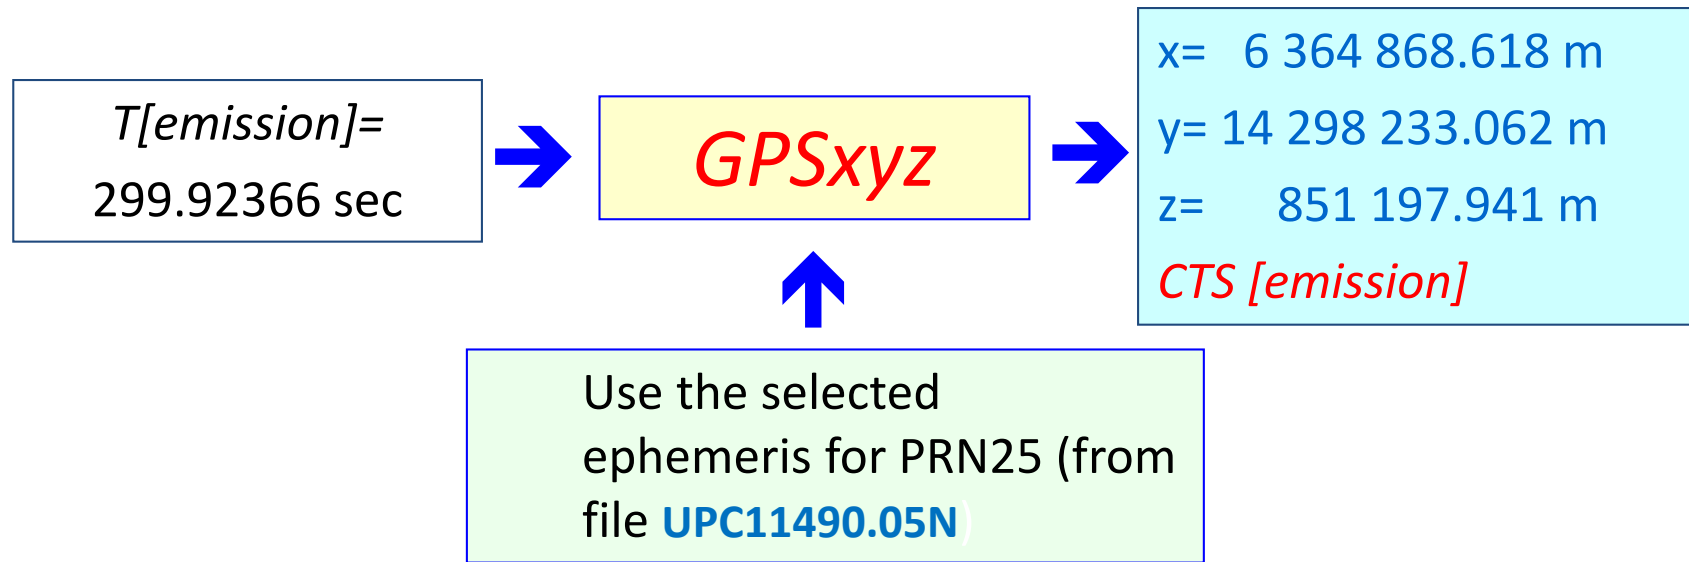 T[emission]=
299.92366 sec
GPSxyz
x= 6 364 868.618 m
y= 14 298 233.062 m
z= 851 197.941 m
CTS [emission]
Use the selected
ephemeris for PRN25 (from
file UPC11490.05N)